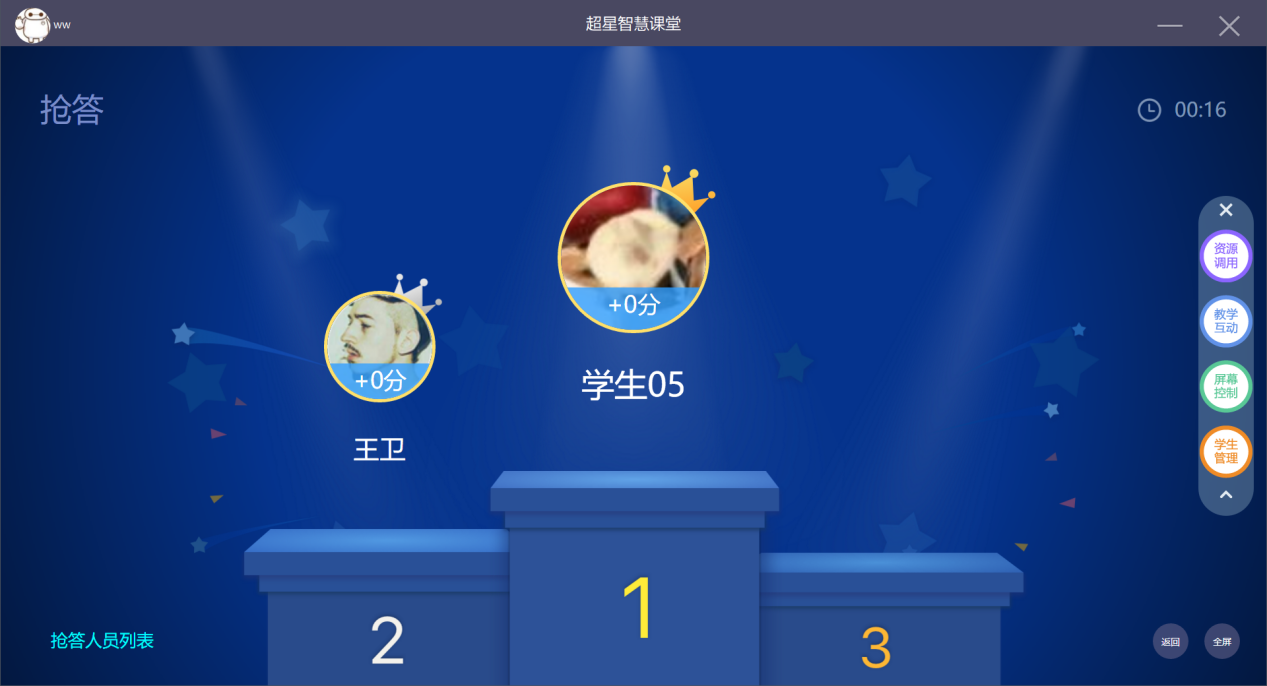 ww
超星智慧课堂
抢答
00:16
+0分
学生05
+0分
王卫
资源
调用
教学
互动
屏幕
控制
学生
管理
2
1
3
抢答人员列表
返回
全屏